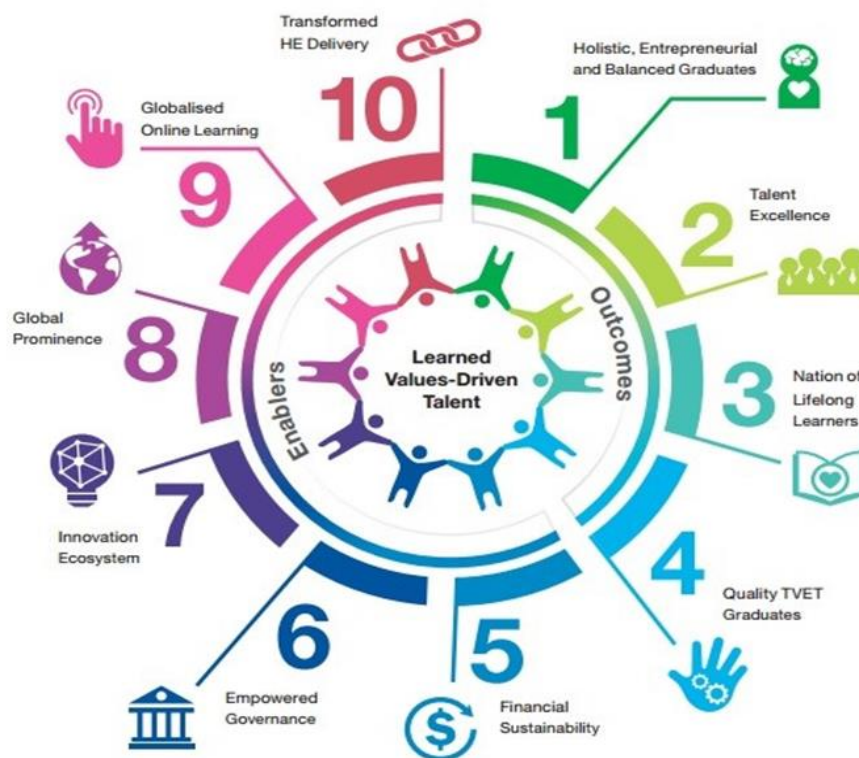 Transformed
HE Delivery
10
Holistic, Entrepreneurial
and Balanced Graduates
1
Talent
Excellence
2
Nation of
Lifelong
Learners
3
Quality TVET
Graduates
4
Financial
Sustainability
5
Empowered
Governance
6
Innovation
Ecosystem
7
Global
Prominence
8
Globalised
Online Learning
9
Enablers
Outcomes
Learned
Values-Driven
Talent
$